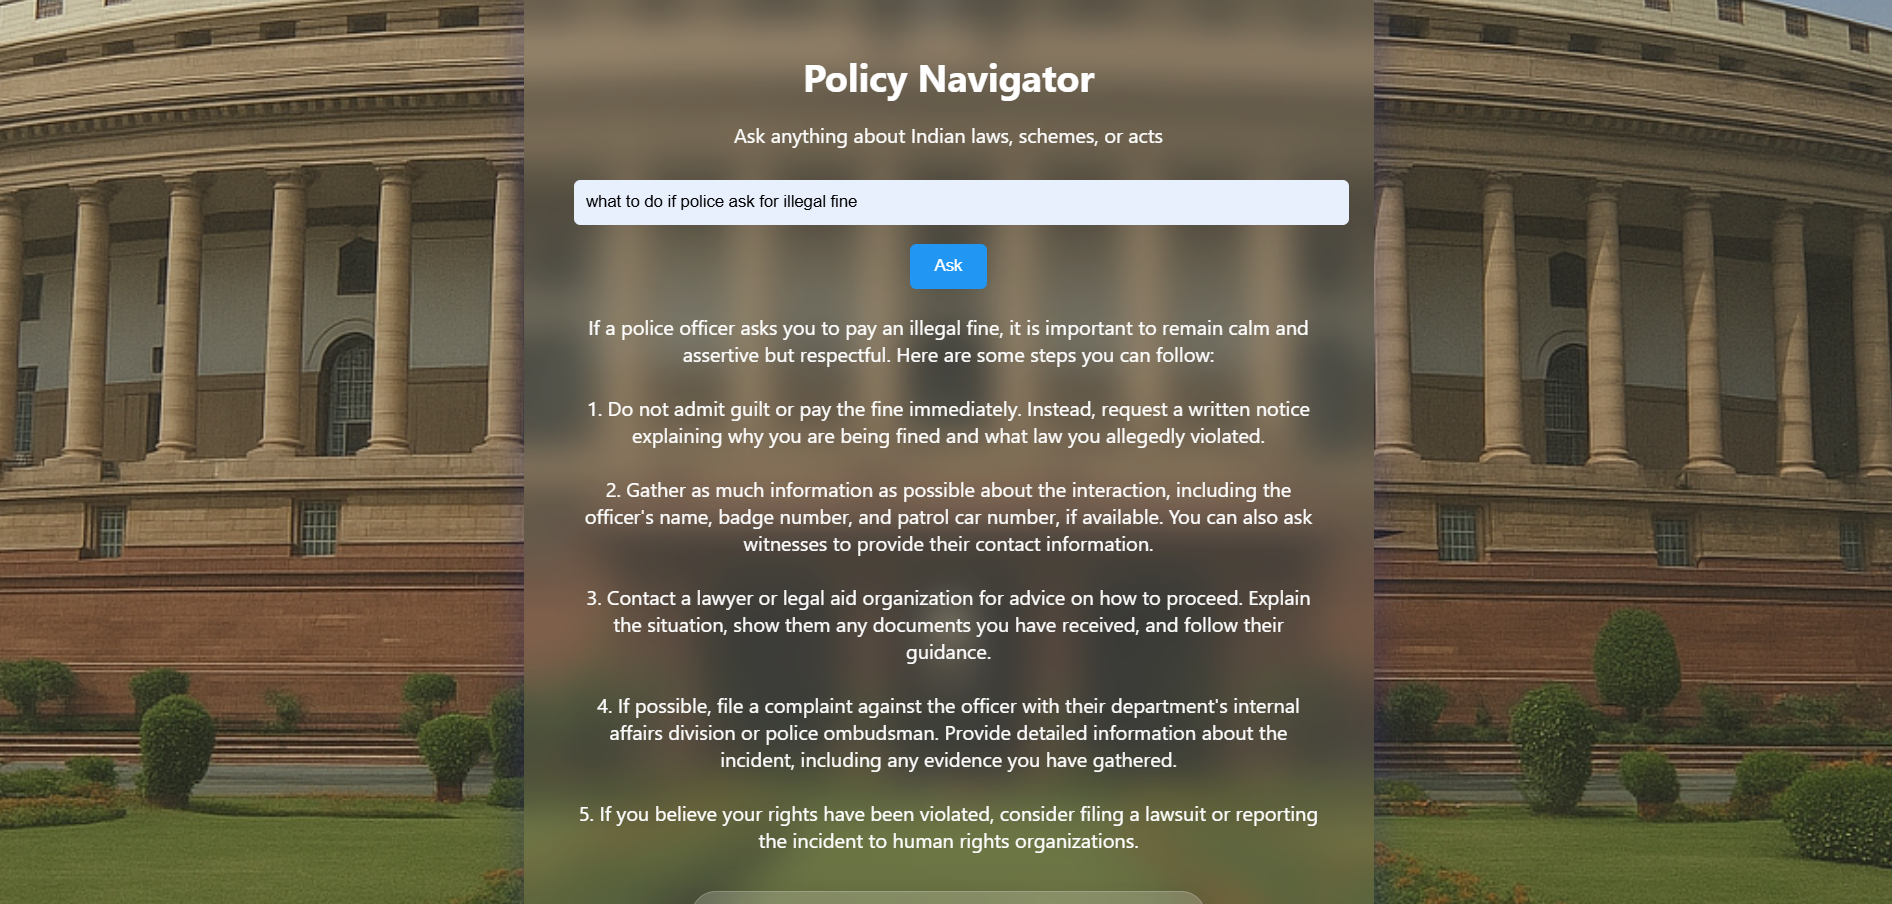 Policy Navigator
Ask anything about Indian laws, schemes, or acts
what to do if police ask for illegal fine
Ask
If a police officer asks you to pay an illegal fine, it is important to remain calm and
assertive but respectful. Here are some steps you can follow:
1. Do not admit guilt or pay the fine immediately. Instead, request a written notice
explaining why you are being fined and what law you allegedly violated.
2. Gather as much information as possible about the interaction, including the
officer's name, badge number, and patrol car number, if available. You can also ask
witnesses to provide their contact information.
3. Contact a lawyer or legal aid organization for advice on how to proceed. Explain
the situation, show them any documents you have received, and follow their
guidance.
4. If possible, file a complaint against the officer with their department's internal
affairs division or police ombudsman. Provide detailed information about the
incident, including any evidence you have gathered.
5. If you believe your rights have been violated, consider filing a lawsuit or reporting
the incident to human rights organizations.